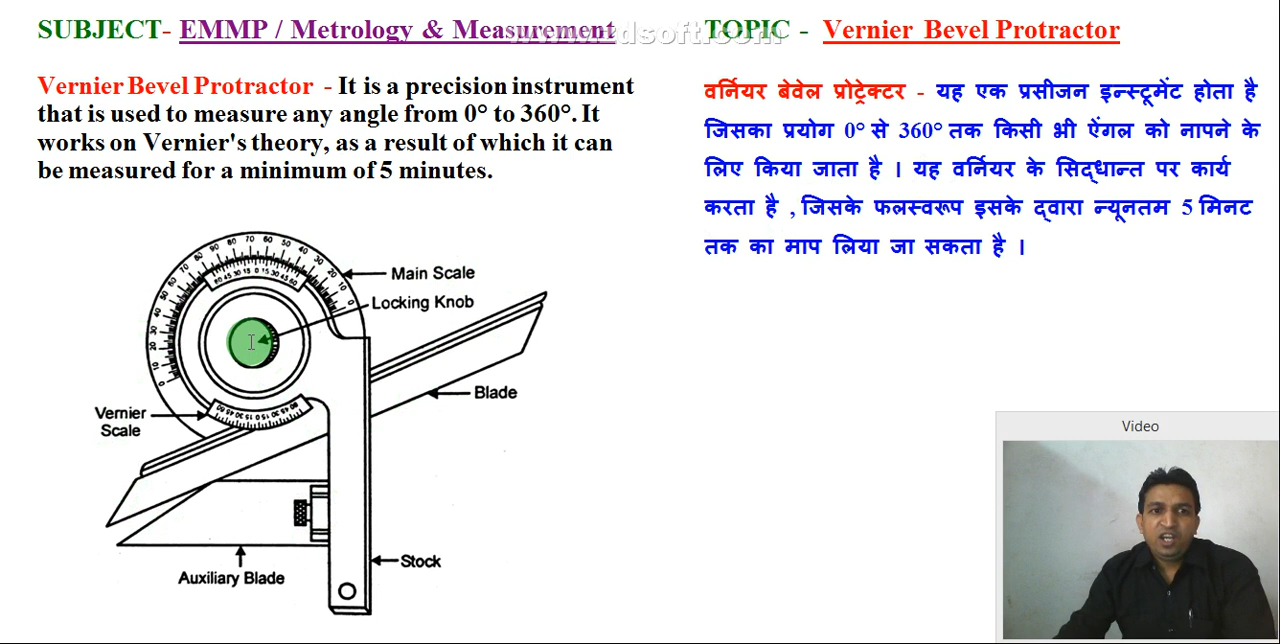 SUBJECT- EMMP / Metrology & Measurement
TOPIC - Vernier Bevel Protractor
Vernier Bevel Protractor - It is a precision instrument
that is used to measure any angle from 0° to 360°. It
works on Vernier's theory, as a result of which it can
be measured for a minimum of 5 minutes.
वर्नियर बेवेल प्रोट्रेक्टर - यह एक प्रसीजन इन्स्ट्रूमेंट होता है
जिसका प्रयोग 0° से 360° तक किसी भी ऐंगल को नापने के
लिए किया जाता है । यह वर्नियर के सिद्धान्त पर कार्य
करता है , जिसके फलस्वरूप इसके द्वारा न्यूनतम 5 मिनट
तक का माप लिया जा सकता है ।
Main Scale
Locking Knob
Blade
Vernier
Scale
Stock
Auxiliary Blade
Video